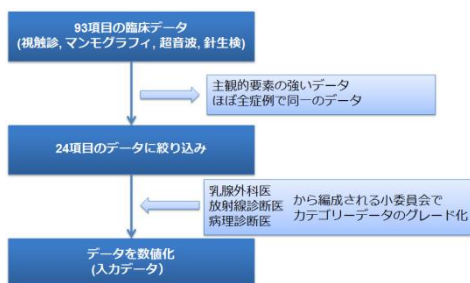 93項目の臨床データ
(視触診, マンモグラフィ, 超音波, 針生検)
主観的要素の強いデータ
ほぼ全症例で同一のデータ
24項目のデータに絞り込み
乳腺外科医
放射線診断医
病理診断医
から編成される小委員会で
カテゴリーデータのグレード化
データを数値化
(入力データ)